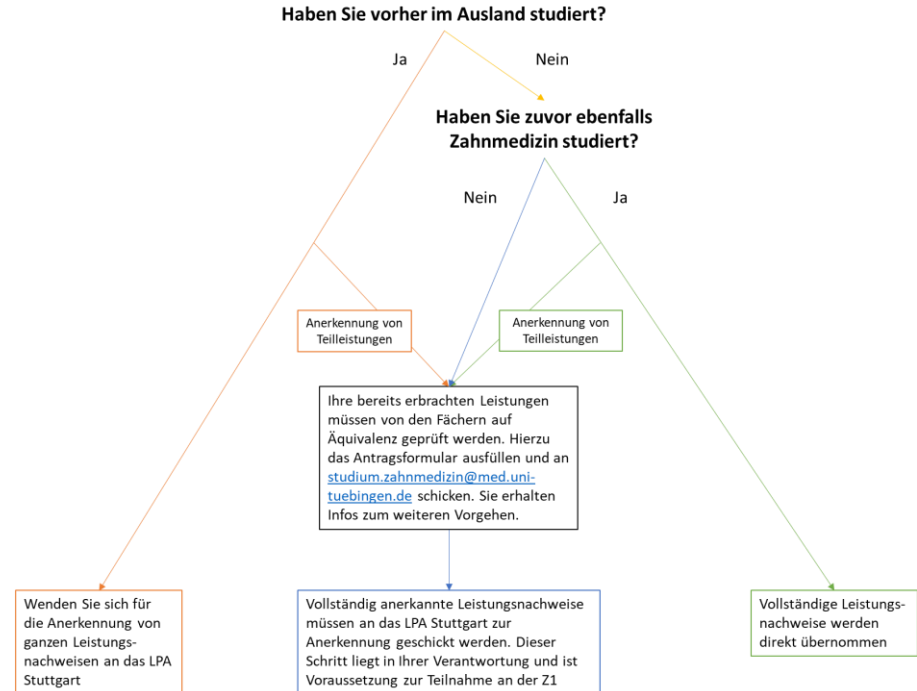 Haben Sie vorher im Ausland studiert?
Ja
Nein
Haben Sie zuvor ebenfalls
Zahnmedizin studiert?
Nein
Ja
Anerkennung von
Teilleistungen
Anerkennung von
Teilleistungen
Ihre bereits erbrachten Leistungen
müssen von den Fächern auf
Äquivalenz geprüft werden. Hierzu
das Antragsformular ausfüllen und an
studium.zahnmedizin@med.uni-
tuebingen.de schicken. Sie erhalten
Infos zum weiteren Vorgehen.
Wenden Sie sich für
die Anerkennung von
ganzen Leistungs-
nachweisen an das LPA
Stuttgart
Vollständig anerkannte Leistungsnachweise
müssen an das LPA Stuttgart zur
Anerkennung geschickt werden. Dieser
Schritt liegt in Ihrer Verantwortung und ist
Voraussetzung zur Teilnahme an der Z1
Vollständige Leistungs-
nachweise werden
direkt übernommen